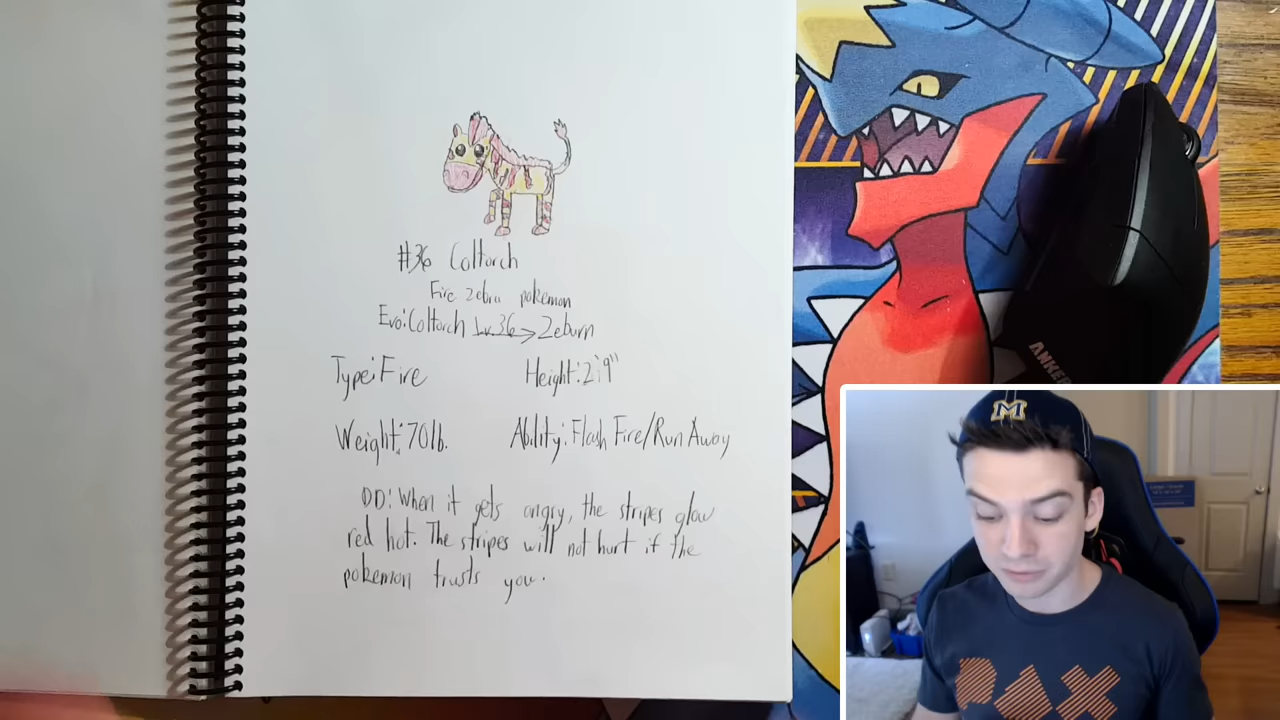 #36 Coltorch
Fire zebra pokemon
Evo: Coltorch Lv.36-> Zeburn
Type: Fire
Height: 2'9"
Weight: 70lb.
Ability: Flash Fire/Run Away
DD: When it gets angry, the stripes glow
red hot. The stripes will not hurt if the
pokemon trusts you.
ANKER
M
PAX